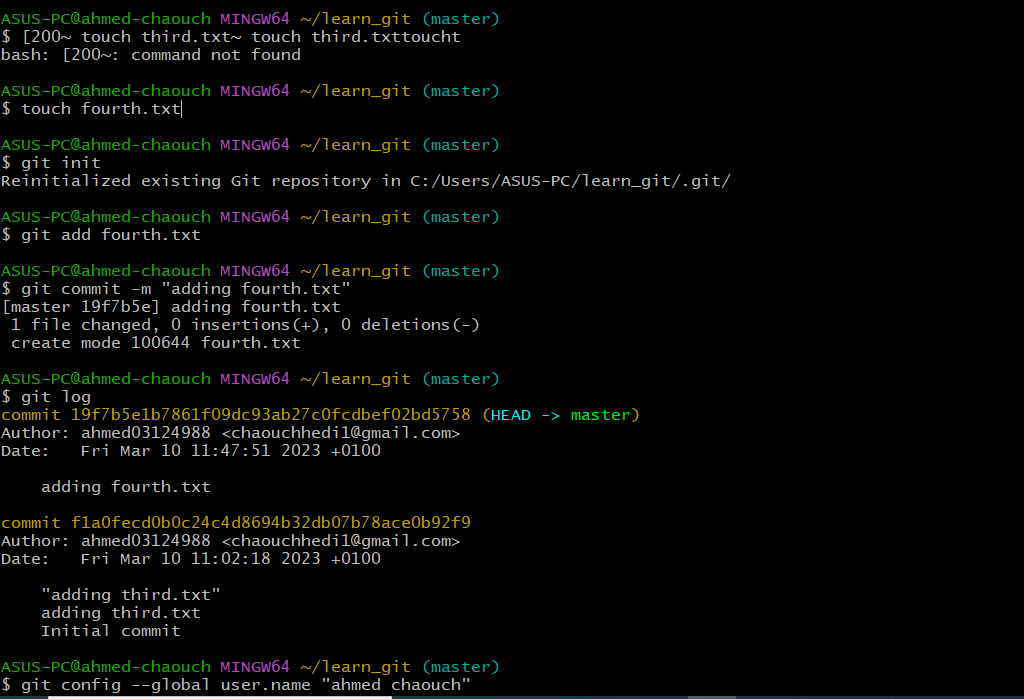 ASUS-PC@ahmed-chaouch MINGW64 ~/learn_git (master)
$ [200~ touch third.txt~ touch third.txttoucht
bash: [200~: command not found
ASUS-PC@ahmed-chaouch MINGW64 ~/learn_git (master)
$ touch fourth.txt
ASUS-PC@ahmed-chaouch MINGW64 ~/learn_git (master)
$ git init
Reinitialized existing Git repository in C:/Users/ASUS-PC/learn_git/.git/
ASUS-PC@ahmed-chaouch MINGW64 ~/learn_git (master)
$ git add fourth.txt
ASUS-PC@ahmed-chaouch MINGW64 ~/learn_git (master)
$ git commit -m "adding fourth.txt"
[master 19f7b5e] adding fourth.txt
 1 file changed, 0 insertions(+), 0 deletions(-)
 create mode 100644 fourth.txt
ASUS-PC@ahmed-chaouch MINGW64 ~/learn_git (master)
$ git log
commit 19f7b5e1b7861f09dc93ab27c0fcdbef02bd5758 (HEAD -> master)
Author: ahmed03124988 <chaouchhedi1@gmail.com>
Date:   Fri Mar 10 11:47:51 2023 +0100
    adding fourth.txt
commit f1a0fecd0b0c24c4d8694b32db07b78ace0b92f9
Author: ahmed03124988 <chaouchhedi1@gmail.com>
Date:   Fri Mar 10 11:02:18 2023 +0100
    "adding third.txt"
    adding third.txt
    Initial commit
ASUS-PC@ahmed-chaouch MINGW64 ~/learn_git (master)
$ git config --global user.name "ahmed chaouch"